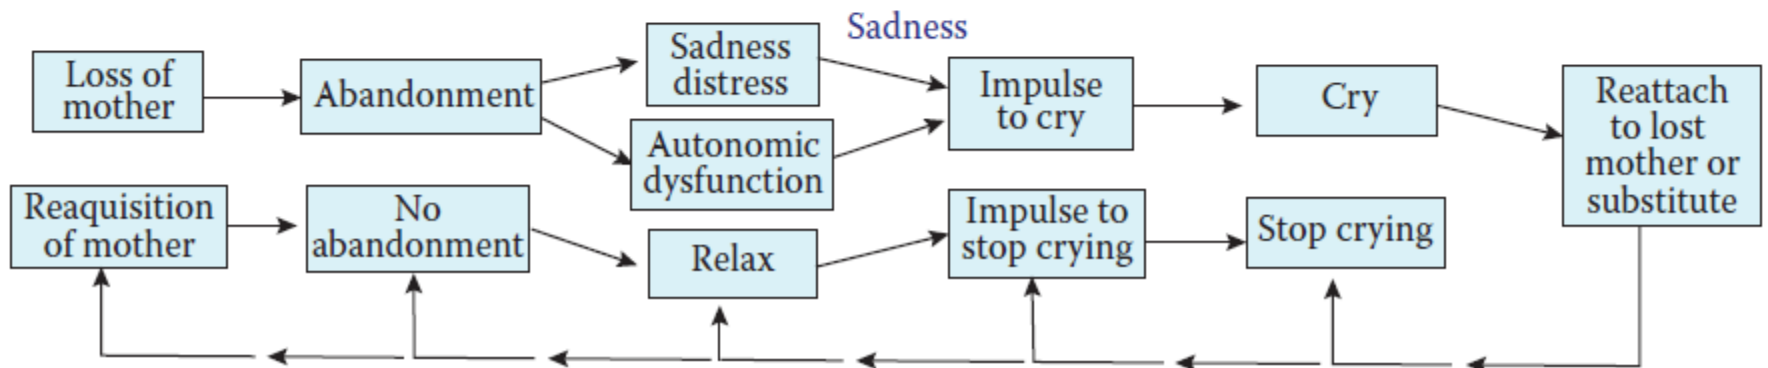 Sadness
Loss of
mother
Abandonment
Sadness
distress
Autonomic
dysfunction
Impulse
to cry
Cry
Reattach
to lost
mother or
substitute
Reaquisition
of mother
No
abandonment
Relax
Impulse to
stop crying
Stop crying